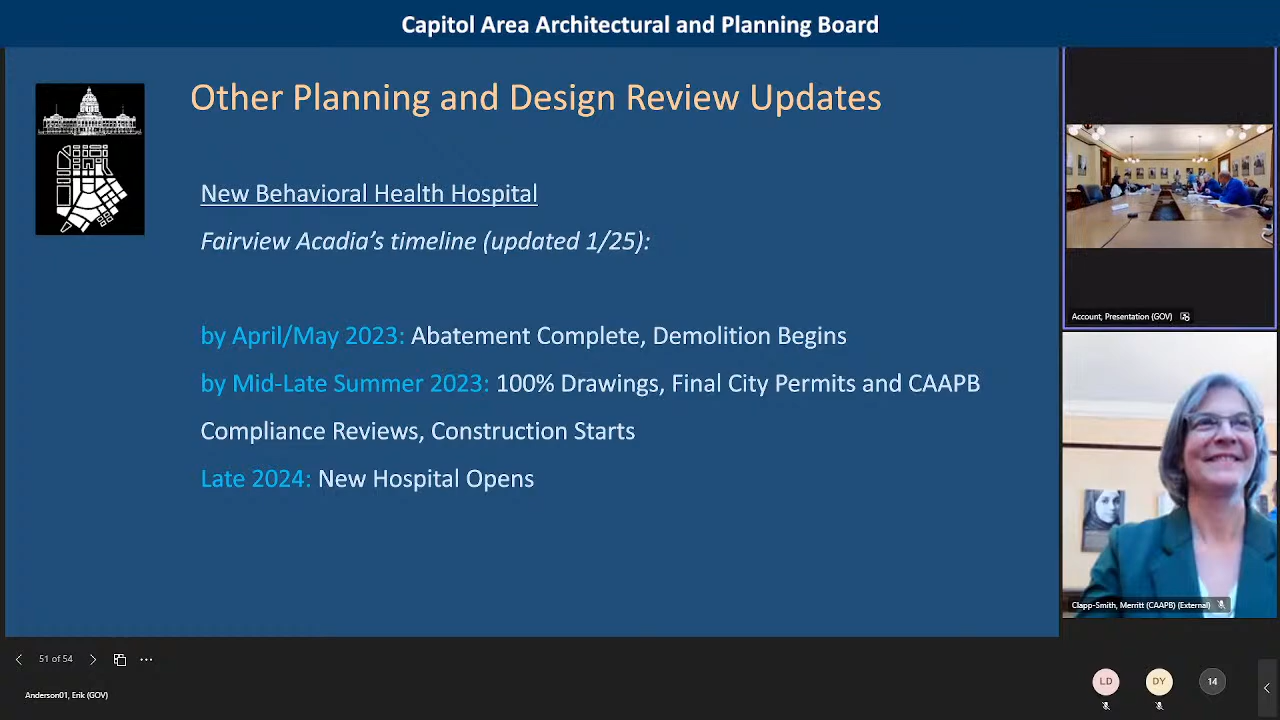 Capitol Area Architectural and Planning Board
Other Planning and Design Review Updates
New Behavioral Health Hospital
Fairview Acadia’s timeline (updated 1/25):
by April/May 2023: Abatement Complete, Demolition Begins
by Mid-Late Summer 2023: 100% Drawings, Final City Permits and CAAPB
Compliance Reviews, Construction Starts
Late 2024: New Hospital Opens
Account, Presentation (GOV)
Clapp-Smith, Merritt (CAAPB) (External)
51 of 54
Anderson01, Erik (GOV)
LD
DY
14